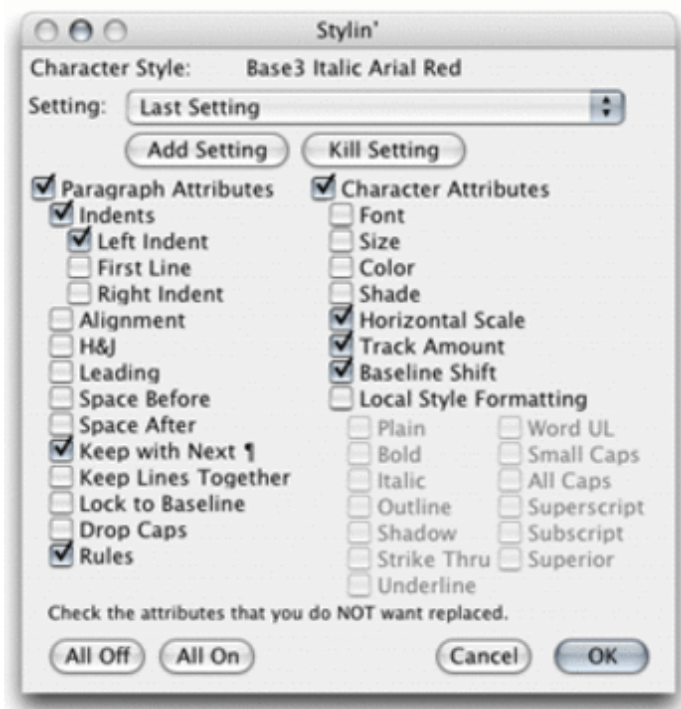 Stylin'
Character Style: Base3 Italic Arial Red
Setting: Last Setting
Add Setting Kill Setting
Paragraph Attributes Character Attributes
Indents Font
Left Indent Size
First Line Color
Right Indent Shade
Alignment Horizontal Scale
H&J Track Amount
Leading Baseline Shift
Space Before Local Style Formatting
Space After Plain Word UL
Keep with Next ¶ Bold Small Caps
Keep Lines Together Italic All Caps
Lock to Baseline Outline Superscript
Drop Caps Shadow Subscript
Rules Strike Thru Superior
Underline
Check the attributes that you do NOT want replaced.
All Off All On Cancel OK